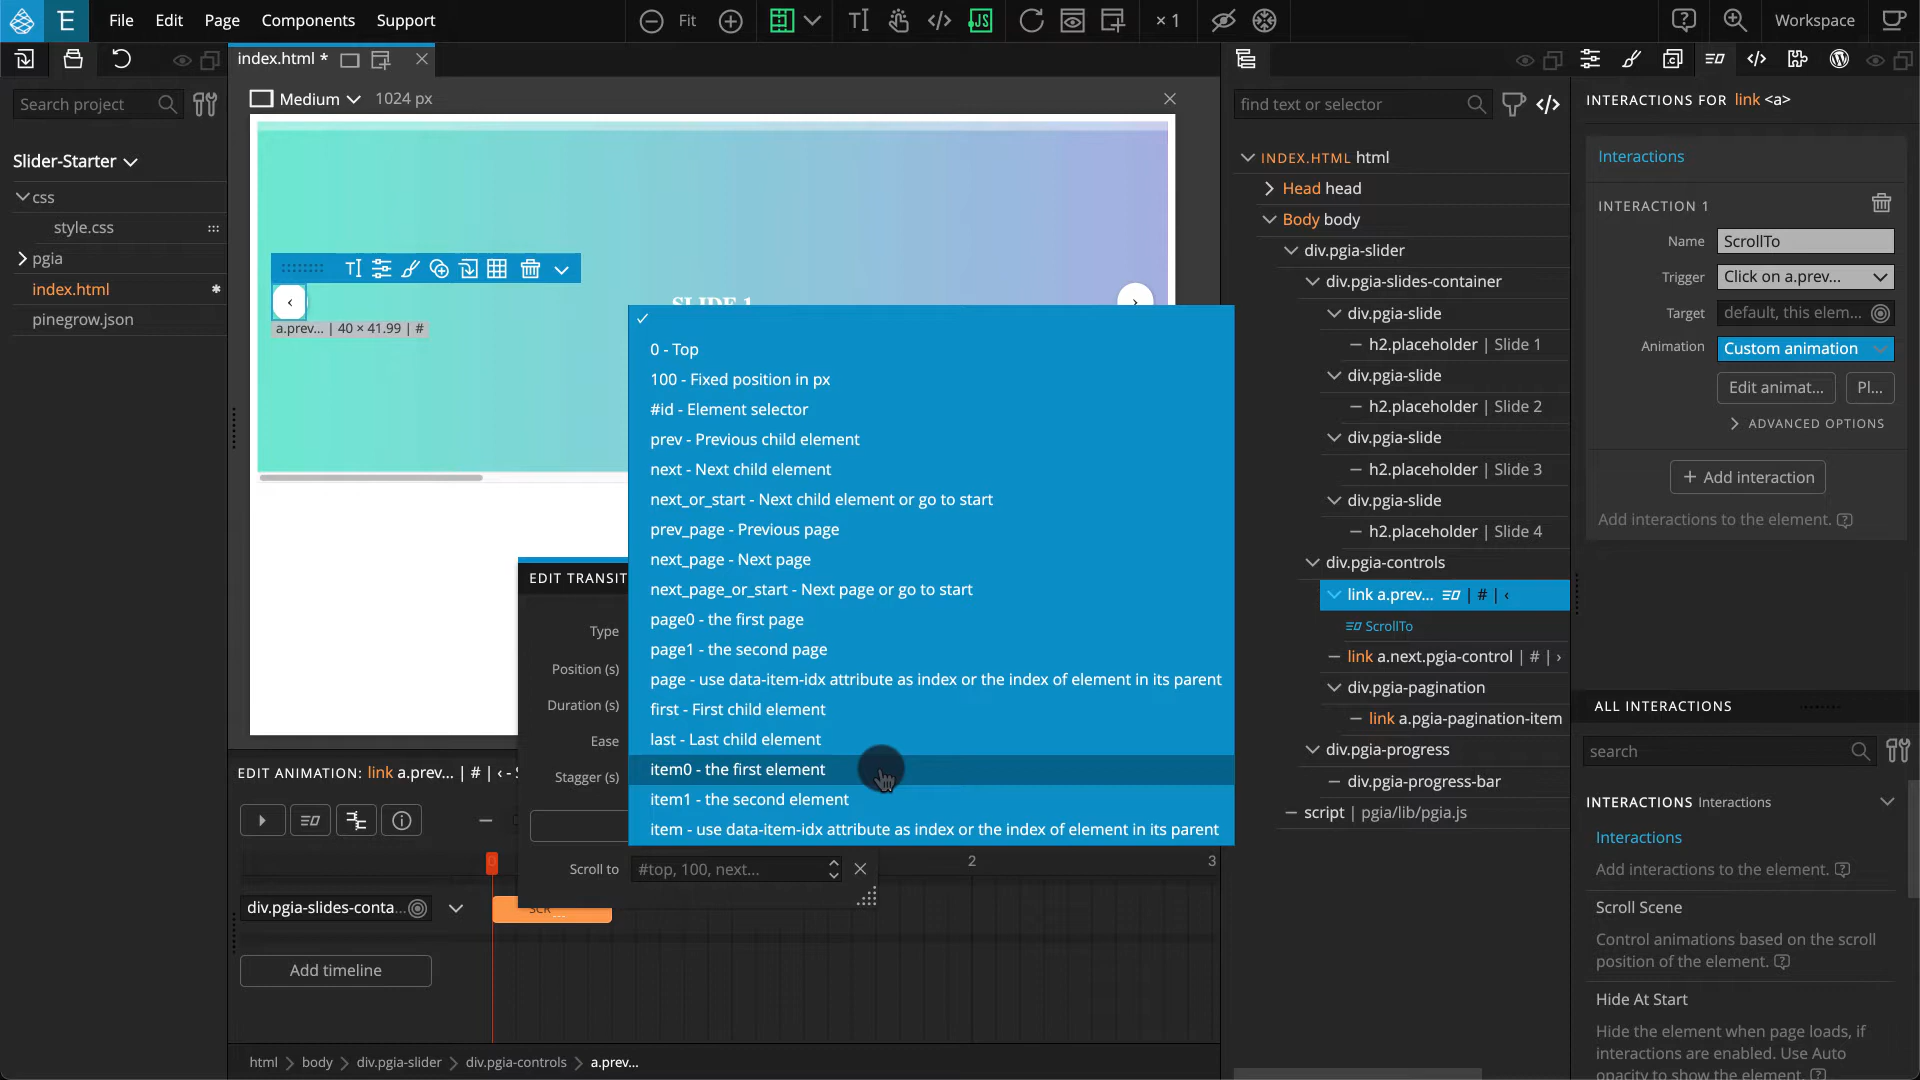 E File Edit Page Components Support
Fit
JS
× 1
Workspace
index.html *
Search project
Medium 1024 px
find text or selector
INTERACTIONS FOR link <a>
Slider-Starter
css
style.css
pgia
index.html *
pinegrow.json
SLIDE 1
a.prev... | 40 × 41.99 | #
0 - Top
100 - Fixed position in px
#id - Element selector
prev - Previous child element
next - Next child element
next_or_start - Next child element or go to start
prev_page - Previous page
next_page - Next page
next_page_or_start - Next page or go to start
page0 - the first page
page1 - the second page
page - use data-item-idx attribute as index or the index of element in its parent
first - First child element
last - Last child element
item0 - the first element
item1 - the second element
item - use data-item-idx attribute as index or the index of element in its parent
EDIT TRANSIT
Type
Position (s)
Duration (s)
Ease
Stagger (s)
Scroll to #top, 100, next...
EDIT ANIMATION: link a.prev... | # | ‹ - S
0
2
3
div.pgia-slides-conta...
Add timeline
html > body > div.pgia-slider > div.pgia-controls > a.prev...
INDEX.HTML html
Head head
Body body
div.pgia-slider
div.pgia-slides-container
div.pgia-slide
h2.placeholder | Slide 1
div.pgia-slide
h2.placeholder | Slide 2
div.pgia-slide
h2.placeholder | Slide 3
div.pgia-slide
h2.placeholder | Slide 4
div.pgia-controls
link a.prev... | # | ‹
ScrollTo
link a.next.pgia-control | # | ›
div.pgia-pagination
link a.pgia-pagination-item
div.pgia-progress
div.pgia-progress-bar
script | pgia/lib/pgia.js
Interactions
INTERACTION 1
Name ScrollTo
Trigger Click on a.prev...
Target default, this elem...
Animation Custom animation
Edit animat... Pl...
ADVANCED OPTIONS
+ Add interaction
Add interactions to the element.
ALL INTERACTIONS
search
INTERACTIONS Interactions
Interactions
Add interactions to the element.
Scroll Scene
Control animations based on the scroll
position of the element.
Hide At Start
Hide the element when page loads, if
interactions are enabled. Use Auto
opacity to show the element.